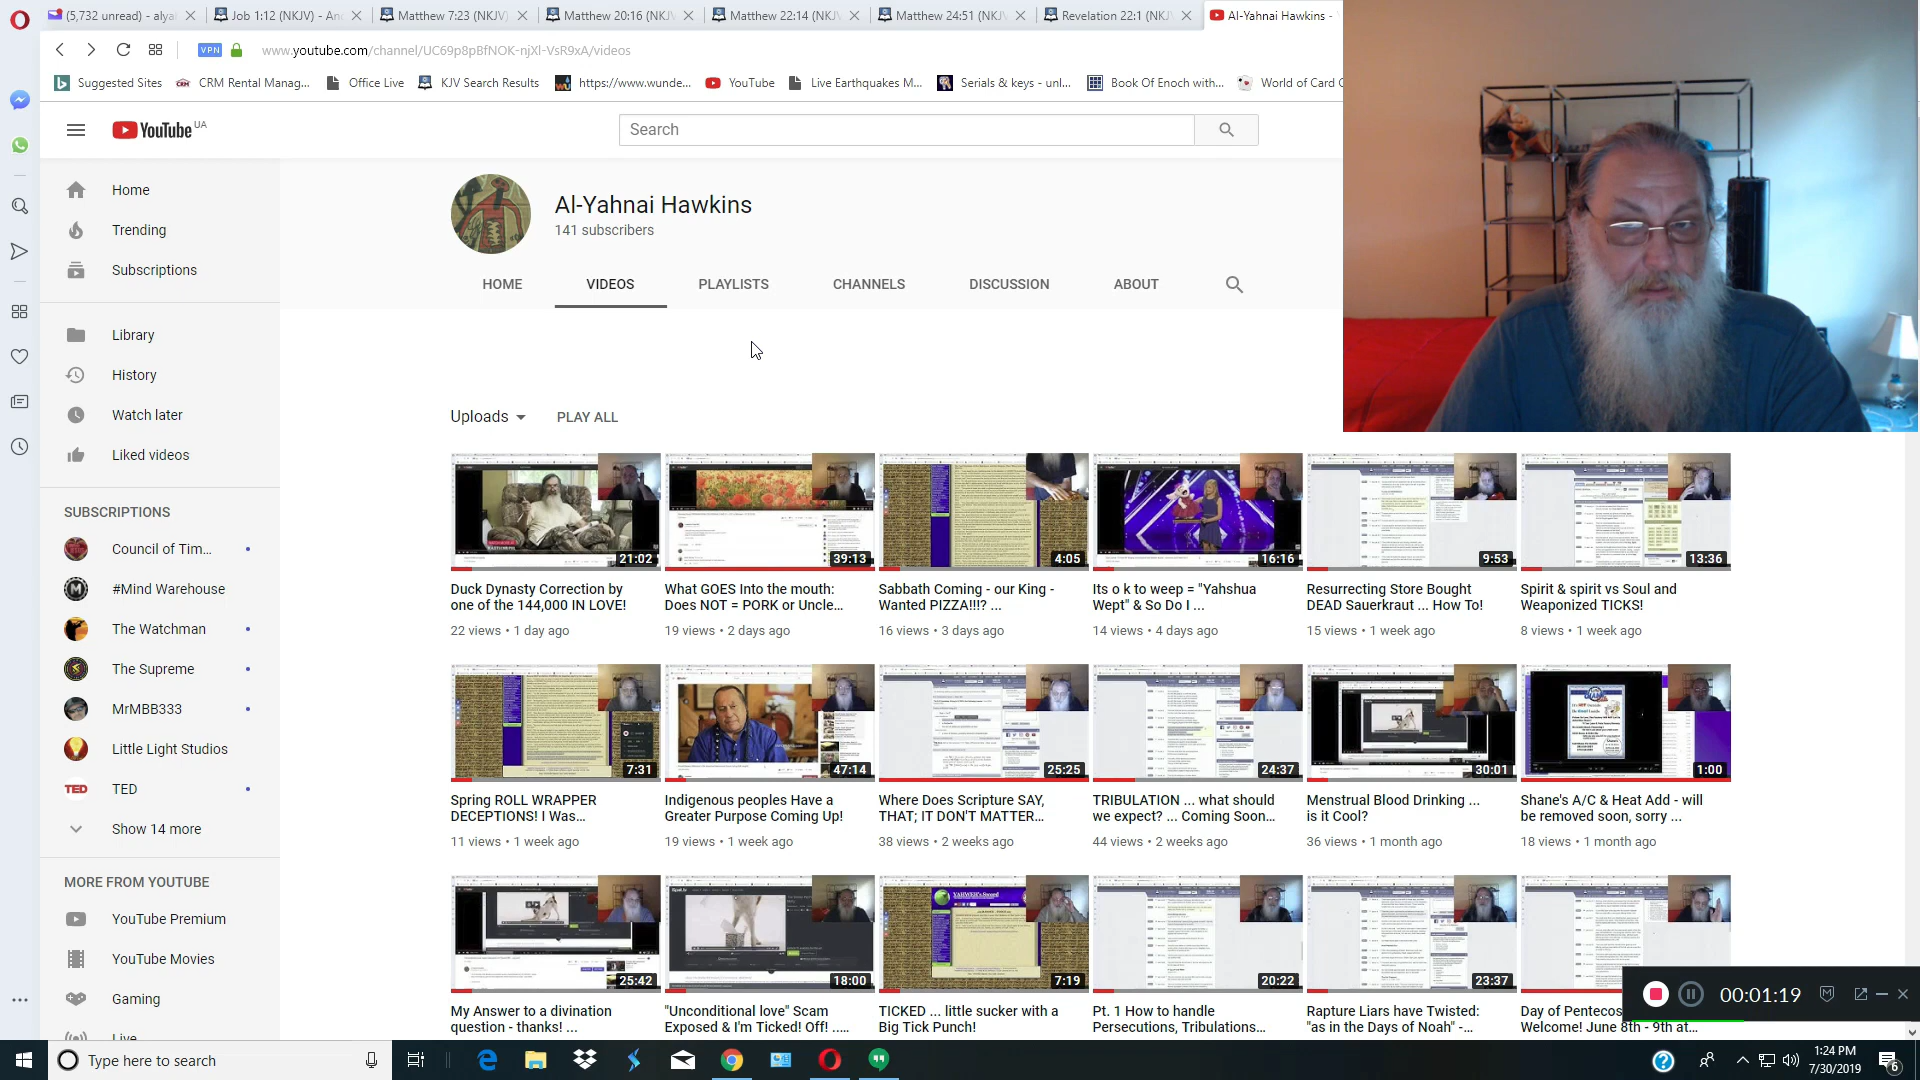 (5,732 unread) - alyal
Job 1:12 (NKJV) - An
Matthew 7:23 (NKJV)
Matthew 20:16 (NKJV
Matthew 22:14 (NKJV
Matthew 24:51 (NKJV
Revelation 22:1 (NKJV
Al-Yahnai Hawkins -
VPN
www.youtube.com/channel/UC69p8pBfNOK-njXl-VsR9xA/videos
Suggested Sites
CRM Rental Manag...
Office Live
KJV Search Results
https://www.wunde...
YouTube
Live Earthquakes M...
Serials & keys - unl...
Book Of Enoch with...
World of Card
YouTube UA
Search
Home
Trending
Subscriptions
Library
History
Watch later
Liked videos
SUBSCRIPTIONS
Council of Tim...
#Mind Warehouse
The Watchman
The Supreme
MrMBB333
Little Light Studios
TED
TED
Show 14 more
MORE FROM YOUTUBE
YouTube Premium
YouTube Movies
Gaming
Live
Al-Yahnai Hawkins
141 subscribers
HOME
VIDEOS
PLAYLISTS
CHANNELS
DISCUSSION
ABOUT
Uploads
PLAY ALL
21:02
Duck Dynasty Correction by
one of the 144,000 IN LOVE!
22 views • 1 day ago
39:13
What GOES Into the mouth:
Does NOT = PORK or Uncle...
19 views • 2 days ago
4:05
Sabbath Coming - our King -
Wanted PIZZA!!!? ...
16 views • 3 days ago
16:16
Its o k to weep = "Yahshua
Wept" & So Do I ...
14 views • 4 days ago
9:53
Resurrecting Store Bought
DEAD Sauerkraut ... How To!
15 views • 1 week ago
13:36
Spirit & spirit vs Soul and
Weaponized TICKS!
8 views • 1 week ago
7:31
Spring ROLL WRAPPER
DECEPTIONS! I Was...
11 views • 1 week ago
47:14
Indigenous peoples Have a
Greater Purpose Coming Up!
19 views • 1 week ago
25:25
Where Does Scripture SAY,
THAT; IT DON'T MATTER...
38 views • 2 weeks ago
24:37
TRIBULATION ... what should
we expect? ... Coming Soon...
44 views • 2 weeks ago
30:01
Menstrual Blood Drinking ...
is it Cool?
36 views • 1 month ago
1:00
Shane's A/C & Heat Add - will
be removed soon, sorry ...
18 views • 1 month ago
25:42
My Answer to a divination
question - thanks! ...
18:00
"Unconditional love" Scam
Exposed & I'm Ticked! Off! ....
YAHWEH's Sword
7:19
TICKED ... little sucker with a
Big Tick Punch!
20:22
Pt. 1 How to handle
Persecutions, Tribulations...
23:37
Rapture Liars have Twisted:
"as in the Days of Noah" -...
Day of Pentecos
Welcome! June 8th - 9th at...
00:01:19
Type here to search
1:24 PM
7/30/2019
6